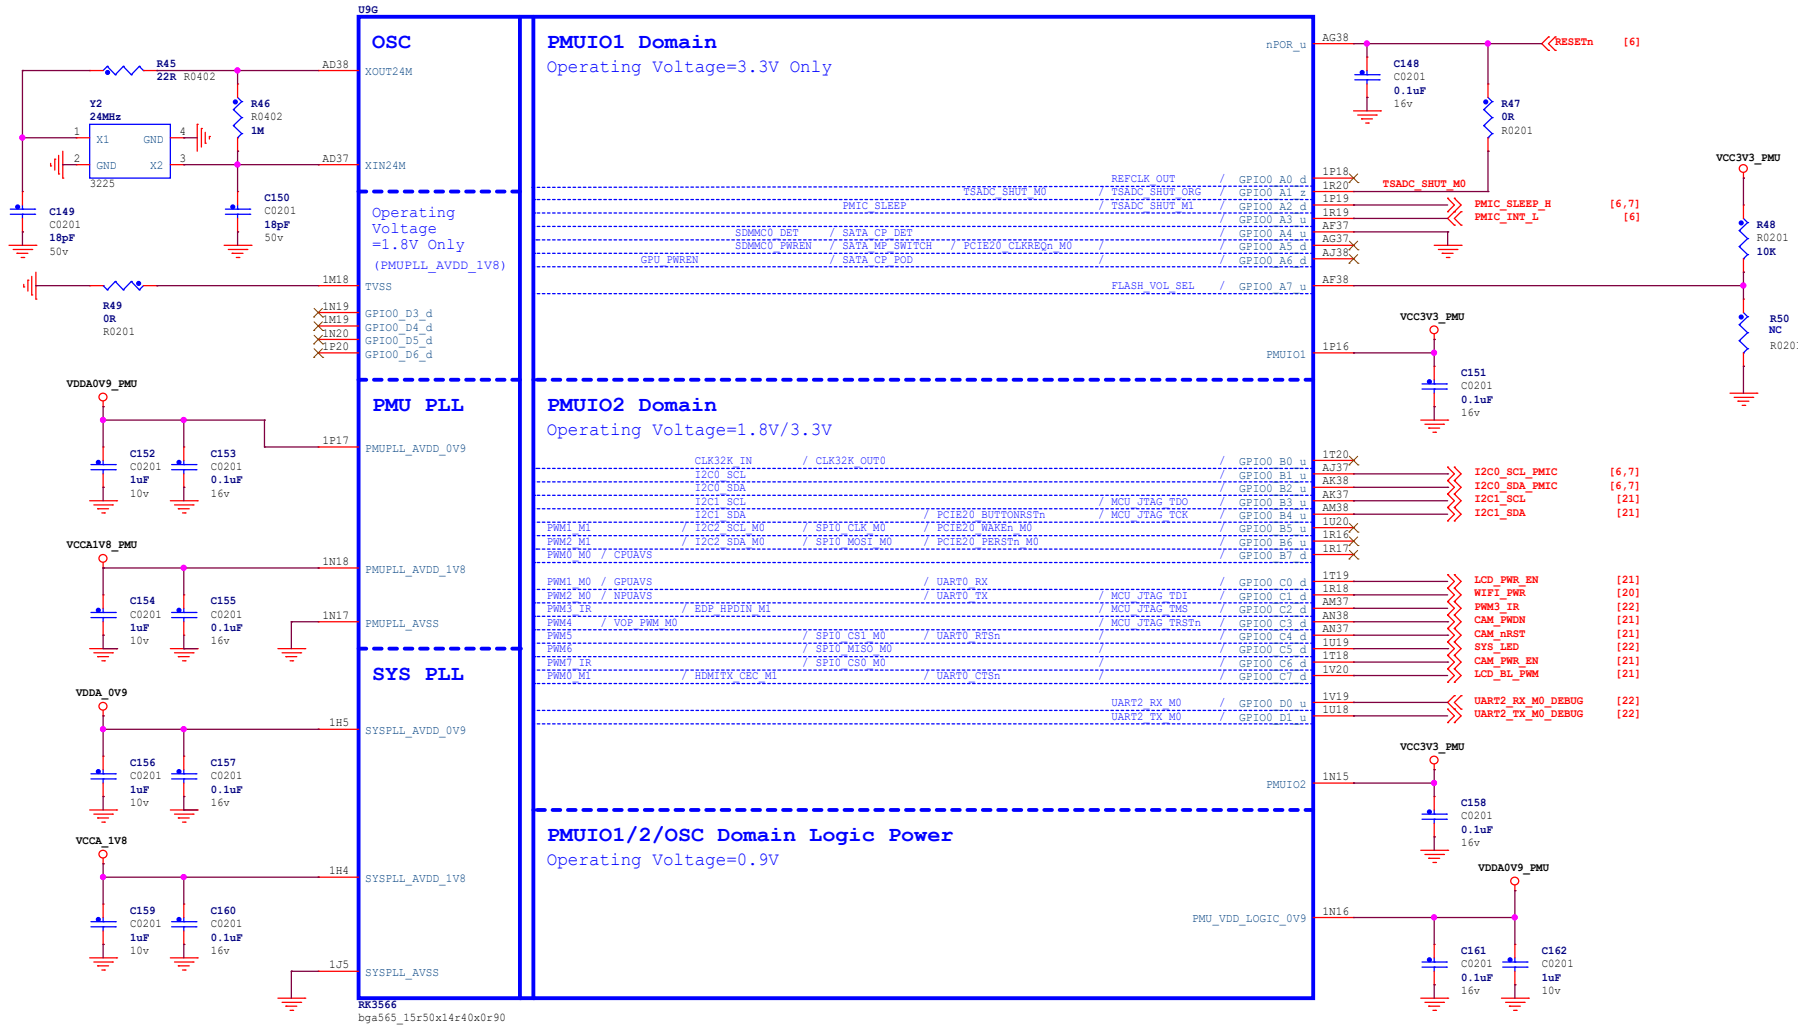 U9G
OSC
XOUT24M
AD38
R45
22R R0402
Y2
24MHz
R46
R0402
1M
1 X1 GND 4
2 GND X2 3
3225
AD37
XIN24M
C149
C0201
18pF
50v
C150
C0201
18pF
50v
Operating
Voltage
=1.8V Only
(PMUPLL_AVDD_1V8)
R49
0R
R0201
1M18 TVSS
1N19 GPIO0_D3_d
1M19 GPIO0_D4_d
1N20 GPIO0_D5_d
1P20 GPIO0_D6_d
PMU PLL
VDDA0V9_PMU
C152
C0201
1uF
10v
C153
C0201
0.1uF
16v
1P17 PMUPLL_AVDD_0V9
VCCA1V8_PMU
C154
C0201
1uF
10v
C155
C0201
0.1uF
16v
1N18 PMUPLL_AVDD_1V8
1N17 PMUPLL_AVSS
SYS PLL
VDDA_0V9
C156
C0201
1uF
10v
C157
C0201
0.1uF
16v
1H5 SYSPLL_AVDD_0V9
VCCA_1V8
C159
C0201
1uF
10v
C160
C0201
0.1uF
16v
1H4 SYSPLL_AVDD_1V8
1J5 SYSPLL_AVSS
RK3566
bga565_15r50x14r40x0r90
PMUIO1 Domain
Operating Voltage=3.3V Only
nPOR_u AG38 RESETn [6]
C148
C0201
0.1uF
16v
R47
0R
R0201
REFCLK_OUT / GPIO0_A0_d 1P18
TSADC_SHUT_M0 / TSADC_SHUT_ORG / GPIO0_A1_z 1R20 TSADC_SHUT_M0
PMIC_SLEEP / TSADC_SHUT_M1 / GPIO0_A2_d 1P19 PMIC_SLEEP_H [6,7]
/ GPIO0_A3_u 1R19 PMIC_INT_L [6]
SDMMC0_DET / SATA_CP_DET / GPIO0_A4_u AF37
SDMMC0_PWREN / SATA_MP_SWITCH / PCIE20_CLKREQn_M0 / / GPIO0_A5_d AG37
GPU_PWREN / SATA_CP_POD / / GPIO0_A6_d AJ38
FLASH_VOL_SEL / GPIO0_A7_u AF38
VCC3V3_PMU
R48
R0201
10K
R50
NC
R0201
VCC3V3_PMU
PMUIO1 1P16
C151
C0201
0.1uF
16v
PMUIO2 Domain
Operating Voltage=1.8V/3.3V
CLK32K_IN / CLK32K_OUT0 / GPIO0_B0_u 1T20
I2C0_SCL / GPIO0_B1_u AJ37 I2C0_SCL_PMIC [6,7]
I2C0_SDA / GPIO0_B2_u AK38 I2C0_SDA_PMIC [6,7]
I2C1_SCL / MCU_JTAG_TDO / GPIO0_B3_u AK37 I2C1_SCL [21]
I2C1_SDA / PCIE20_BUTTONRSTn / MCU_JTAG_TCK / GPIO0_B4_u AM38 I2C1_SDA [21]
PWM1_M1 / I2C2_SCL_M0 / SPI0_CLK_M0 / PCIE20_WAKEn_M0 / GPIO0_B5_u 1U20
PWM2_M1 / I2C2_SDA_M0 / SPI0_MOSI_M0 / PCIE20_PERSTn_M0 / GPIO0_B6_u 1R16
PWM0_M0 / CPUAVS / GPIO0_B7_d 1R17
PWM1_M0 / GPUAVS / UART0_RX / GPIO0_C0_d 1T19 LCD_PWR_EN [21]
PWM2_M0 / NPUAVS / UART0_TX / MCU_JTAG_TDI / GPIO0_C1_d 1R18 WIFI_PWR [20]
PWM3_IR / EDP_HPDIN_M1 / MCU_JTAG_TMS / GPIO0_C2_d AM37 PWM3_IR [22]
PWM4 / VOP_PWM_M0 / MCU_JTAG_TRSTn / GPIO0_C3_d AN38 CAM_PWDN [21]
PWM5 / SPI0_CS1_M0 / UART0_RTSn / / GPIO0_C4_d AN37 CAM_nRST [21]
PWM6 / SPI0_MISO_M0 / / GPIO0_C5_d 1U19 SYS_LED [22]
PWM7_IR / SPI0_CS0_M0 / / GPIO0_C6_d 1T18 CAM_PWR_EN [21]
PWM0_M1 / HDMITX_CEC_M1 / UART0_CTSn / / GPIO0_C7_d 1V20 LCD_BL_PWM [21]
UART2_RX_M0 / GPIO0_D0_u 1V19 UART2_RX_M0_DEBUG [22]
UART2_TX_M0 / GPIO0_D1_u 1U18 UART2_TX_M0_DEBUG [22]
VCC3V3_PMU
PMUIO2 1N15
C158
C0201
0.1uF
16v
PMUIO1/2/OSC Domain Logic Power
Operating Voltage=0.9V
VDDA0V9_PMU
PMU_VDD_LOGIC_0V9 1N16
C161
C0201
0.1uF
16v
C162
C0201
1uF
10v